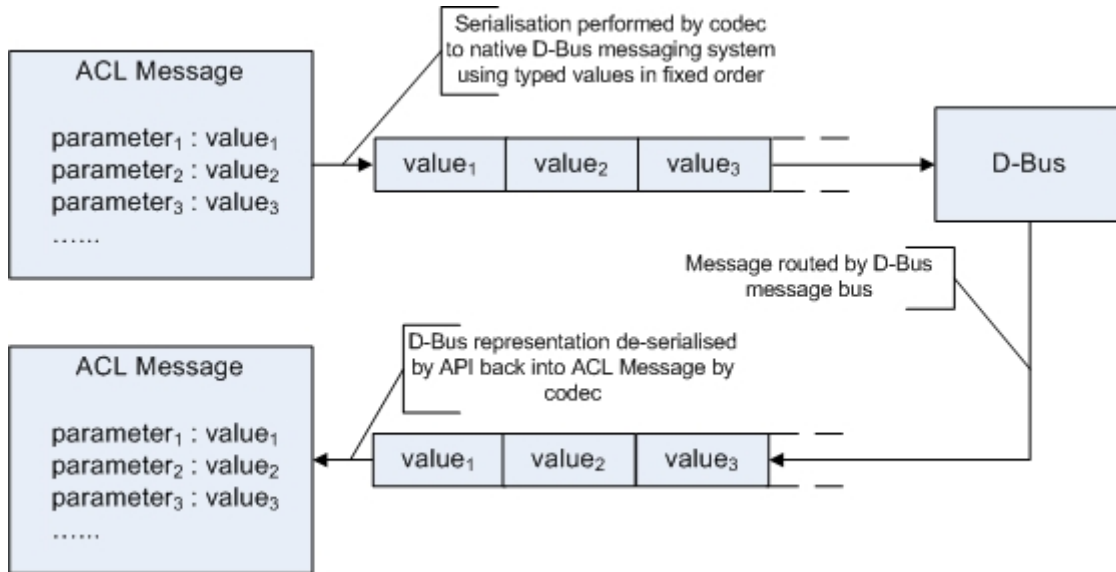 Serialisation performed by codec
to native D-Bus messaging system
using typed values in fixed order
ACL Message
parameter₁ : value₁
parameter₂ : value₂
parameter₃ : value₃
……
value₁ value₂ value₃
D-Bus
Message routed by D-Bus
message bus
D-Bus representation de-serialised
by API back into ACL Message by
codec
ACL Message
parameter₁ : value₁
parameter₂ : value₂
parameter₃ : value₃
……
value₁ value₂ value₃